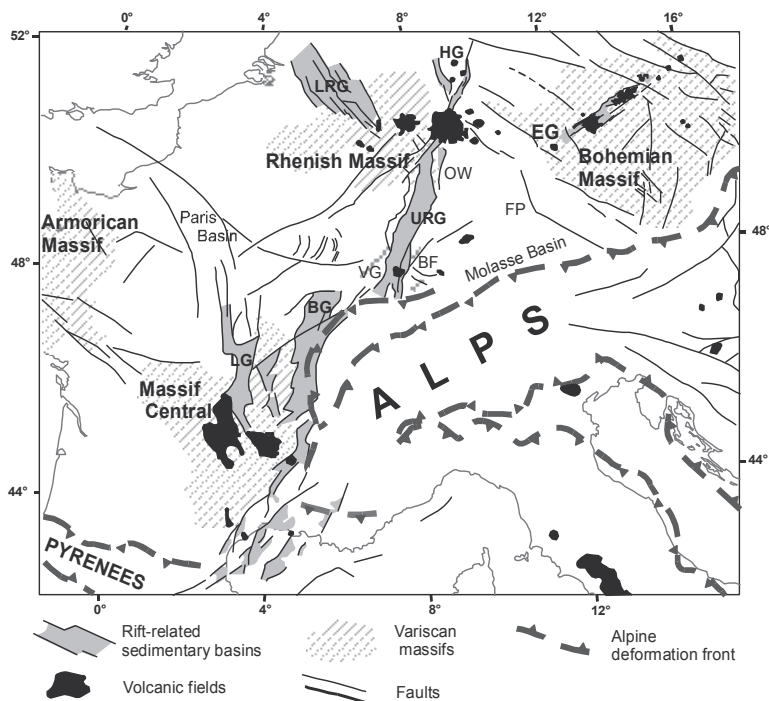 0°
4°
8°
12°
16°
52°
HG
LRG
EG
Rhenish Massif
Bohemian
Massif
OW
Armorican
Massif
Paris
Basin
URG
FP
48°
48°
VG
BF
Molasse Basin
BG
LG
ALPS
Massif
Central
44°
44°
PYRENEES
0°
4°
8°
12°
Rift-related
sedimentary basins
Variscan
massifs
Alpine
deformation front
Volcanic fields
Faults